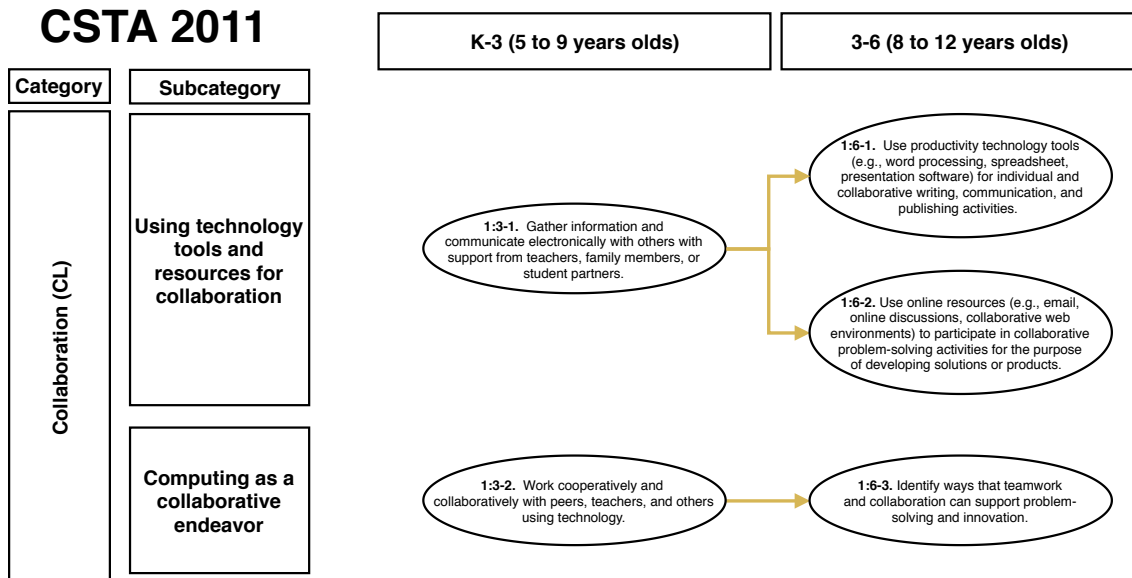 CSTA 2011
K-3 (5 to 9 years olds)
3-6 (8 to 12 years olds)
Category
Subcategory
Collaboration (CL)
Using technology
tools and
resources for
collaboration
1:3-1. Gather information and
communicate electronically with others with
support from teachers, family members, or
student partners.
1:6-1. Use productivity technology tools
(e.g., word processing, spreadsheet,
presentation software) for individual and
collaborative writing, communication, and
publishing activities.
1:6-2. Use online resources (e.g., email,
online discussions, collaborative web
environments) to participate in collaborative
problem-solving activities for the purpose
of developing solutions or products.
Computing as a
collaborative
endeavor
1:3-2. Work cooperatively and
collaboratively with peers, teachers, and others
using technology.
1:6-3. Identify ways that teamwork
and collaboration can support problem-
solving and innovation.